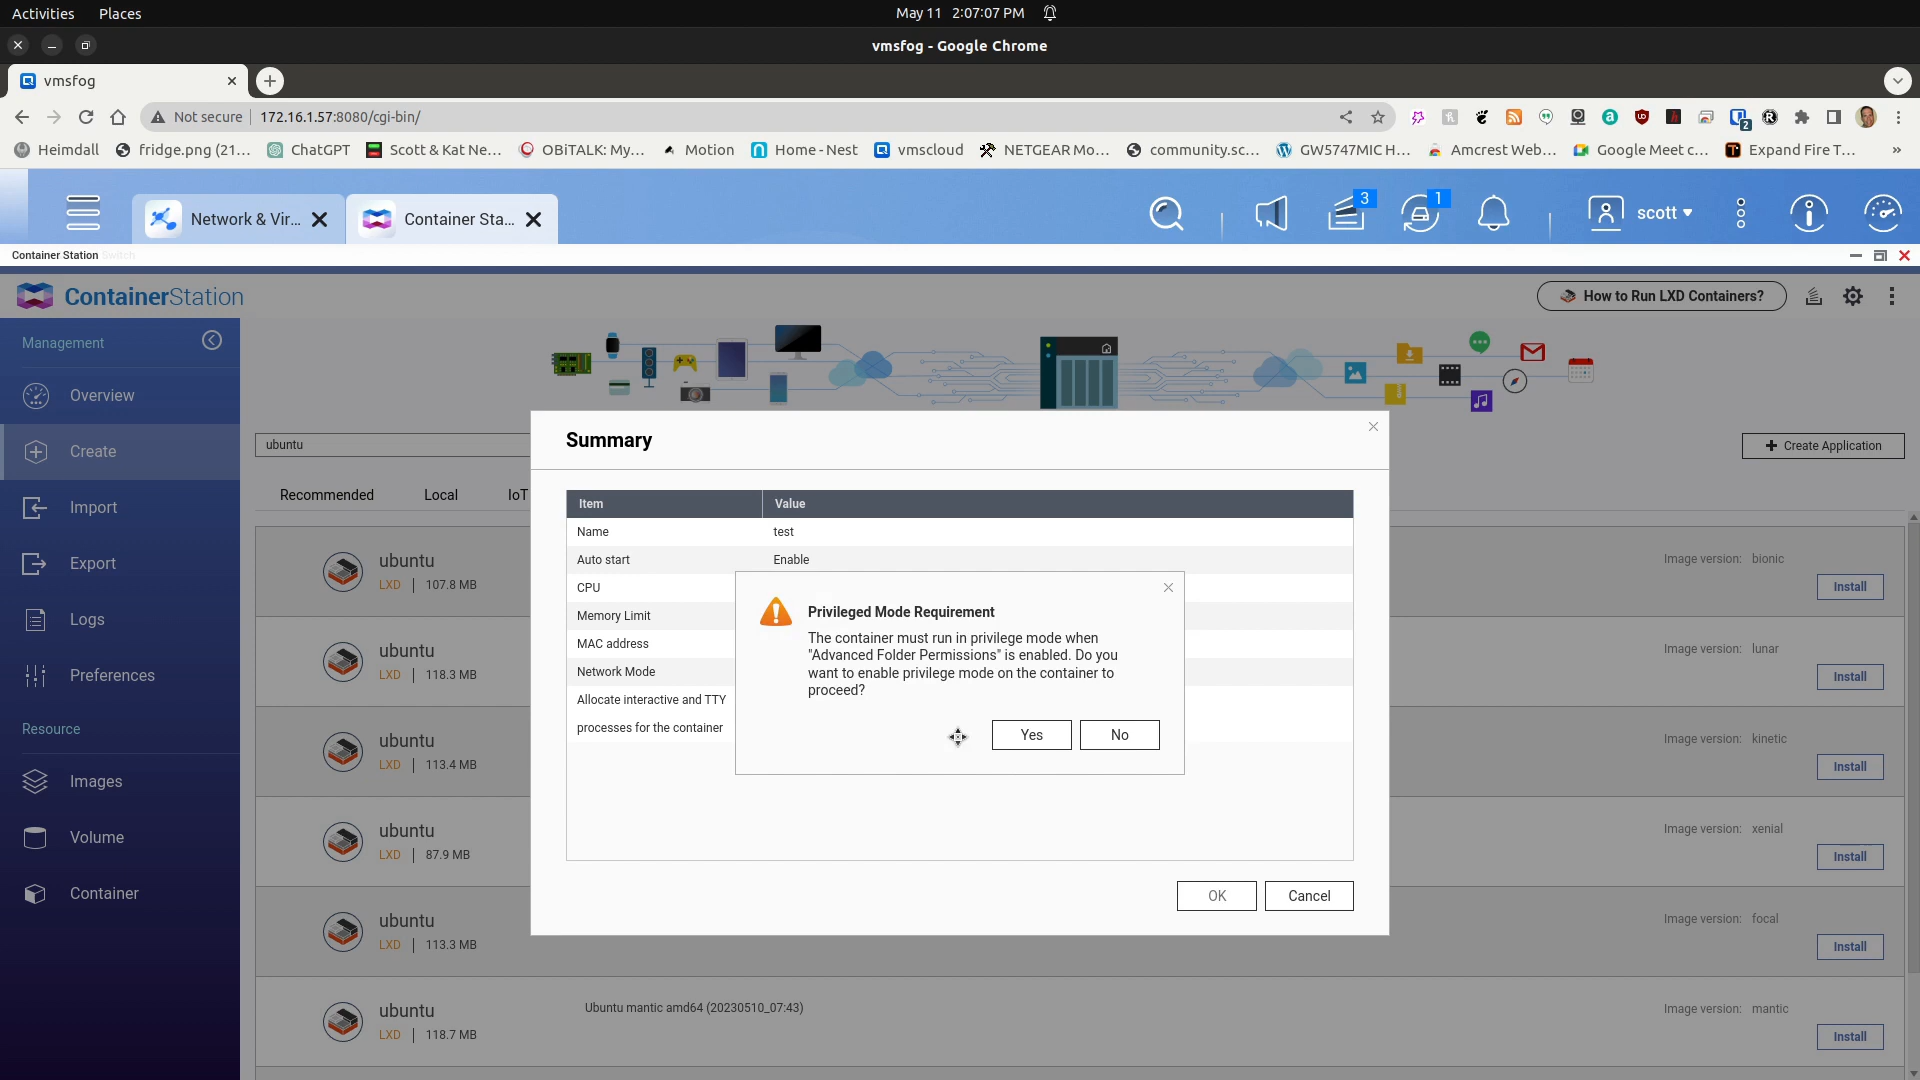 Activities Places May 11 2:07:07 PM
vmsfog - Google Chrome
vmsfog
Not secure 172.16.1.57:8080/cgi-bin/
2
Heimdall fridge.png (21... ChatGPT Scott & Kat Ne... OBiTALK: My... Motion Home - Nest vmscloud NETGEAR Mo... community.sc... GW5747MIC H... Amcrest Web... Google Meet c... Expand Fire T... »
Network & Vir... Container Sta... 3 1 scott
Container Station Switch
ContainerStation How to Run LXD Containers?
Management
Overview
Create
Import
Export
Logs
Preferences
Resource
Images
Volume
Container
ubuntu
+ Create Application
Recommended Local IoT
ubuntu
LXD | 107.8 MB
Image version: bionic
Install
ubuntu
LXD | 118.3 MB
Image version: lunar
Install
ubuntu
LXD | 113.4 MB
Image version: kinetic
Install
ubuntu
LXD | 87.9 MB
Image version: xenial
Install
ubuntu
LXD | 113.3 MB
Image version: focal
Install
ubuntu
LXD | 118.7 MB
Ubuntu mantic amd64 (20230510_07:43)
Image version: mantic
Install
Summary
Item Value
Name test
Auto start Enable
CPU
Memory Limit
MAC address
Network Mode
Allocate interactive and TTY
processes for the container
Privileged Mode Requirement
The container must run in privilege mode when
"Advanced Folder Permissions" is enabled. Do you
want to enable privilege mode on the container to
proceed?
Yes No
OK Cancel